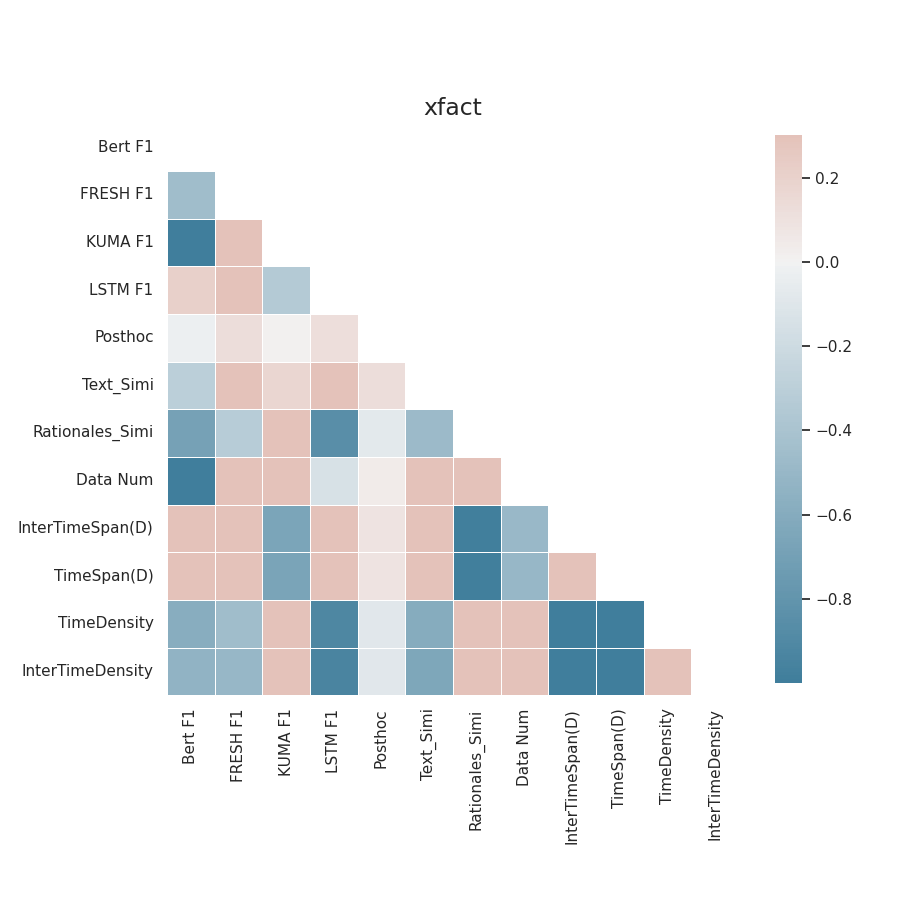 xfact
Bert F1
FRESH F1
KUMA F1
LSTM F1
Posthoc
Text_Simi
Rationales_Simi
Data Num
InterTimeSpan(D)
TimeSpan(D)
TimeDensity
InterTimeDensity
Bert F1
FRESH F1
KUMA F1
LSTM F1
Posthoc
Text_Simi
Rationales_Simi
Data Num
InterTimeSpan(D)
TimeSpan(D)
TimeDensity
InterTimeDensity
0.2
0.0
−0.2
−0.4
−0.6
−0.8